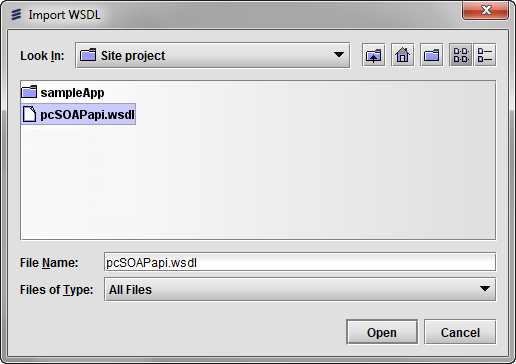 Import WSDL
Look In: Site project
sampleApp
pcSOAPapi.wsdl
File Name: pcSOAPapi.wsdl
Files of Type: All Files
Open Cancel